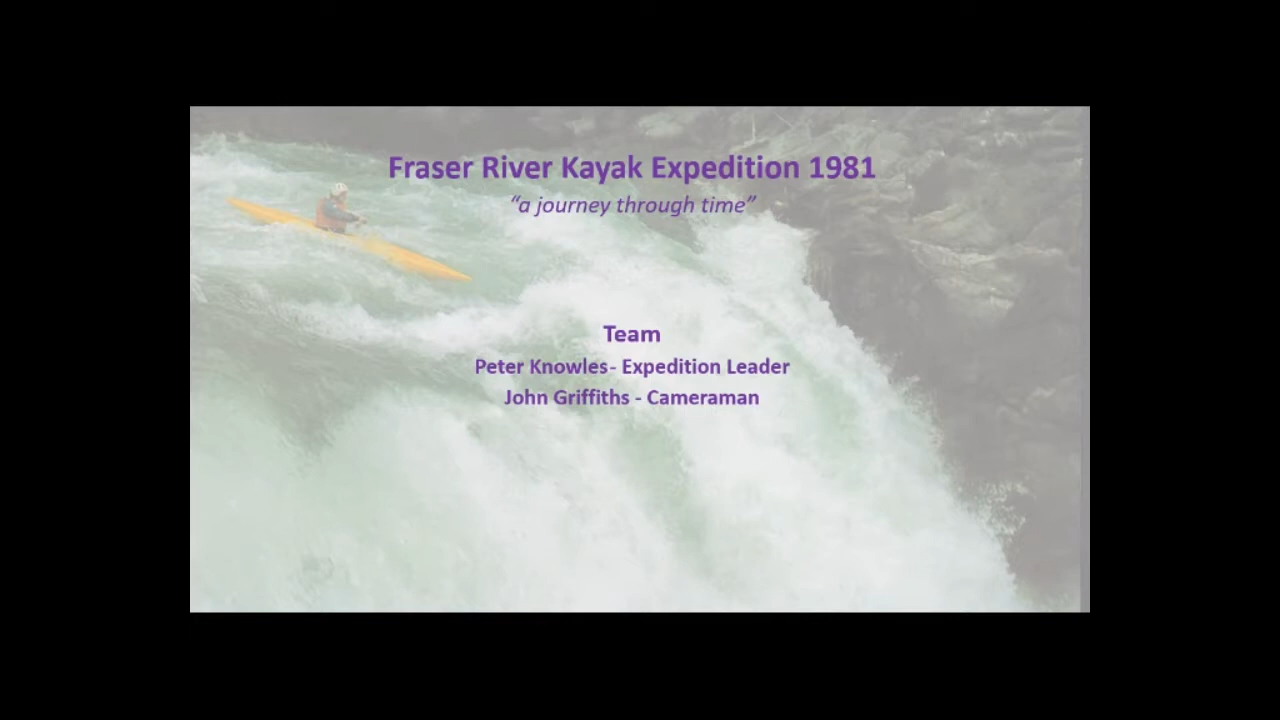 Fraser River Kayak Expedition 1981
“a journey through time”
Team
Peter Knowles- Expedition Leader
John Griffiths - Cameraman